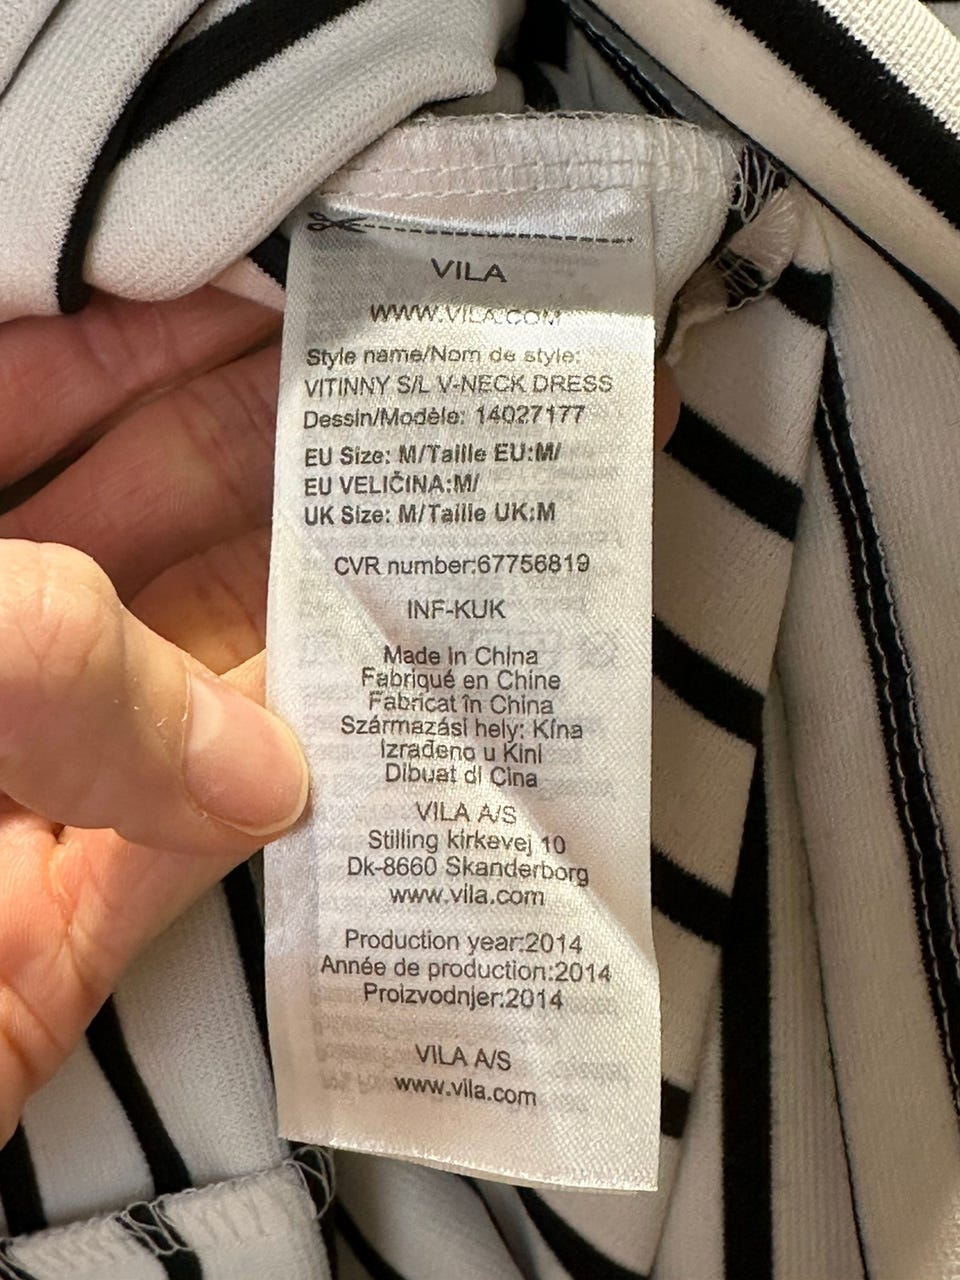 VILA
WWW.VILA.COM
Style name/Nom de style:
VITINNY S/L V-NECK DRESS
Dessin/Modèle: 14027177
EU Size: M/Taille EU:M/
EU VELIČINA:M/
UK Size: M/Taille UK:M
CVR number:67756819
INF-KUK
Made in China
Fabriqué en Chine
Fabricat în China
Származási hely: Kína
Izrađeno u Kini
Dibuat di Cina
VILA A/S
Stilling kirkevej 10
Dk-8660 Skanderborg
www.vila.com
Production year:2014
Année de production:2014
Proizvodnjer:2014
VILA A/S
www.vila.com